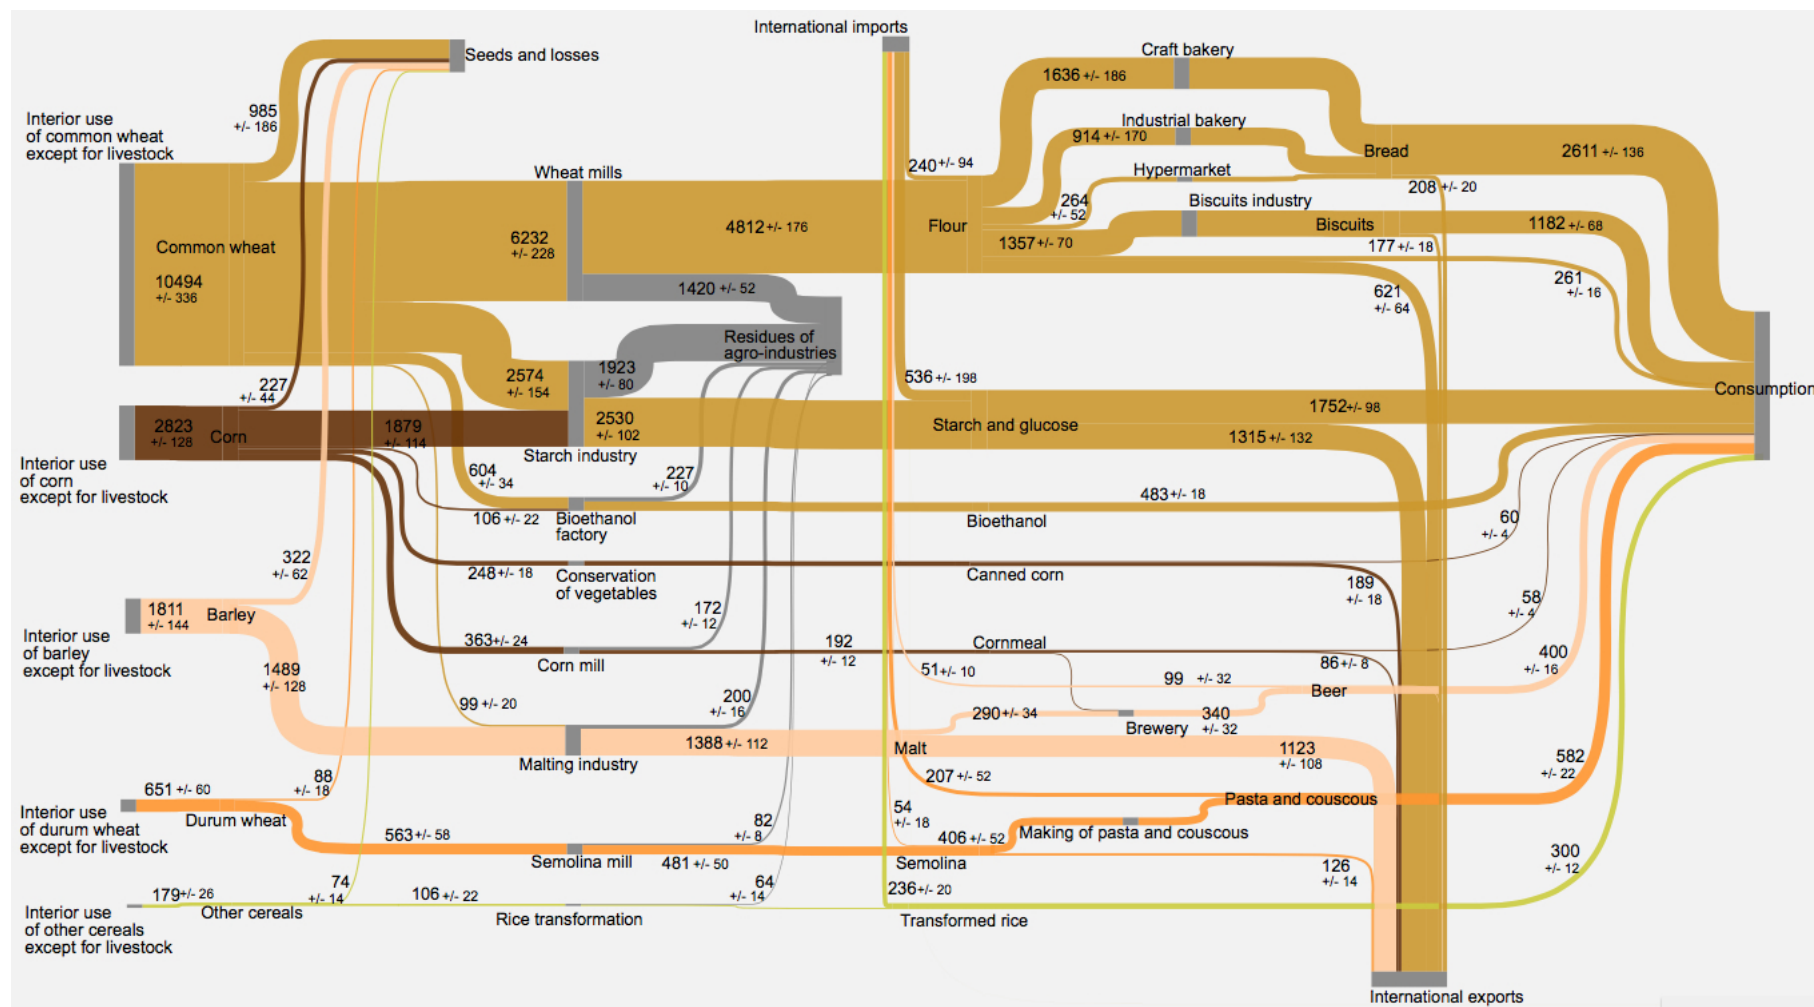 International imports
Craft bakery
1636 +/- 186
Seeds and losses
985
+/- 186
Interior use
of common wheat
except for livestock
Industrial bakery
914 +/- 170
Bread
2611 +/- 136
240 +/- 94
Hypermarket
264
+/- 52
208 +/- 20
Wheat mills
Biscuits industry
Biscuits
1182 +/- 68
Common wheat
10494
+/- 336
6232
+/- 228
4812 +/- 176
Flour
1357 +/- 70
177 +/- 18
261
+/- 16
621
+/- 64
1420 +/- 52
Residues of
agro-industries
1923
+/- 80
2574
+/- 154
536 +/- 198
227
+/- 44
Consumption
1752+/- 98
2823
+/- 128
Corn
1879
+/- 114
2530
+/- 102
Starch and glucose
1315 +/- 132
Starch industry
Interior use
of corn
except for livestock
604
+/- 34
227
+/- 10
483 +/- 18
106 +/- 22
Bioethanol
factory
Bioethanol
60
+/- 4
322
+/- 62
248 +/- 18
Conservation
of vegetables
Canned corn
189
+/- 18
1811
+/- 144
Barley
172
+/- 12
58
+/- 4
Interior use
of barley
except for livestock
363+/- 24
Corn mill
192
+/- 12
Cornmeal
86 +/- 8
400
+/- 16
1489
+/- 128
51+/- 10
99 +/- 32
Beer
99 +/- 20
200
+/- 16
290+/- 34
Brewery
340
+/- 32
1388 +/- 112
Malt
1123
+/- 108
Malting industry
582
+/- 22
651 +/- 60
88
+/- 18
207 +/- 52
Pasta and couscous
Interior use
of durum wheat
except for livestock
Durum wheat
563+/- 58
82
+/- 8
54
+/- 18
406 +/- 52
Making of pasta and couscous
Semolina mill
481 +/- 50
Semolina
126
+/- 14
300
+/- 12
179+/- 26
74
+/- 14
106 +/- 22
64
+/- 14
236+/- 20
Interior use
of other cereals
except for livestock
Other cereals
Rice transformation
Transformed rice
International exports